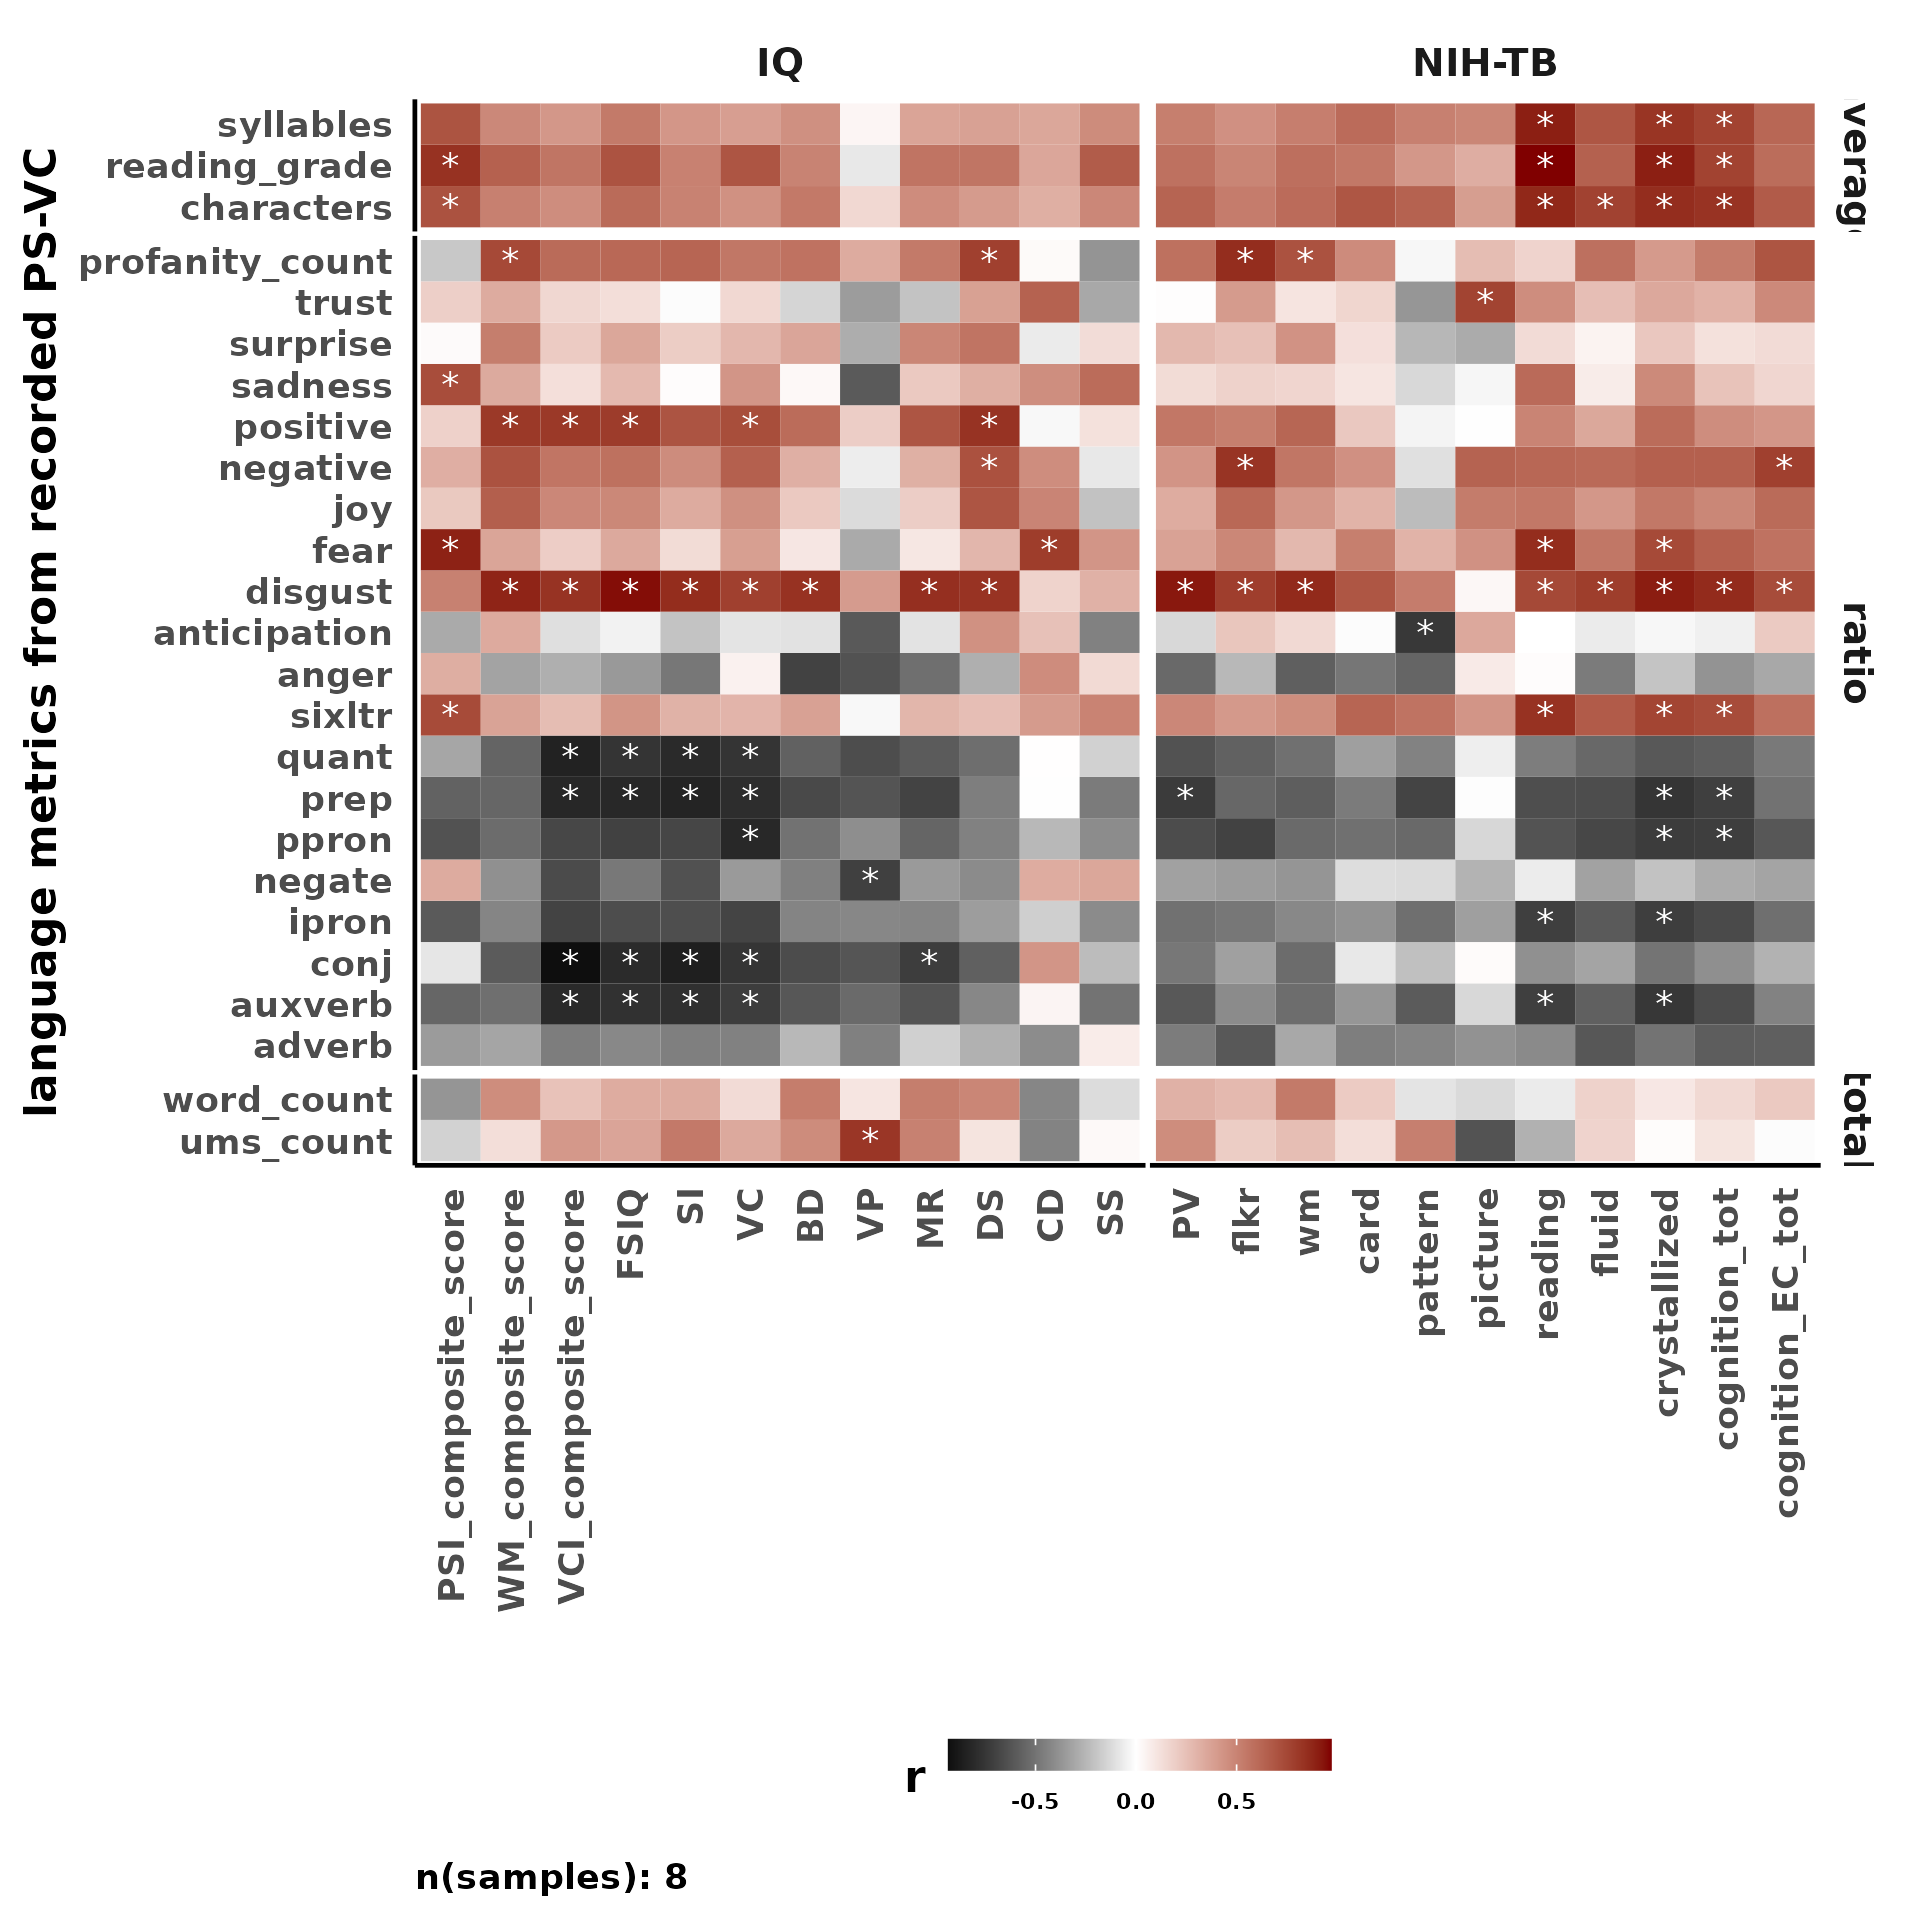 IQ
NIH-TB
language metrics from recorded PS-VC
syllables
reading_grade
characters
profanity_count
trust
surprise
sadness
positive
negative
joy
fear
disgust
anticipation
anger
sixltr
quant
prep
ppron
negate
ipron
conj
auxverb
adverb
word_count
ums_count
verag
ratio
total
PSI_composite_score
WM_composite_score
VCI_composite_score
FSIQ
SI
VC
BD
VP
MR
DS
CD
SS
PV
flkr
wm
card
pattern
picture
reading
fluid
crystallized
cognition_tot
cognition_EC_tot
r
-0.5
0.0
0.5
n(samples): 8